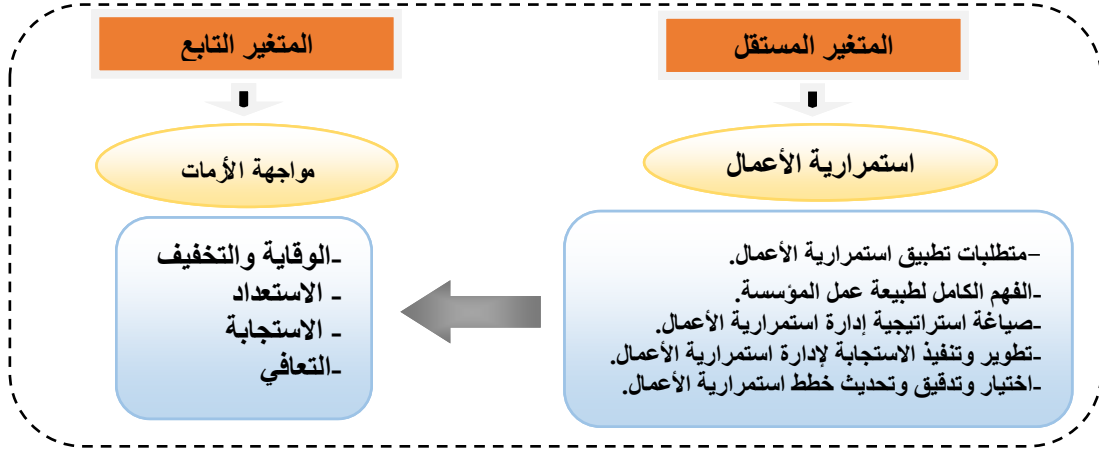 المتغير المستقل
المتغير التابع
استمرارية الأعمال
مواجهة الأزمات
-متطلبات تطبيق استمرارية الأعمال.
-الفهم الكامل لطبيعة عمل المؤسسة.
-صياغة استراتيجية إدارة استمرارية الأعمال.
-تطوير وتنفيذ الاستجابة لإدارة استمرارية الأعمال.
-اختيار وتدقيق وتحديث خطط استمرارية الأعمال.
-الوقاية والتخفيف
- الاستعداد
- الاستجابة
-التعافي